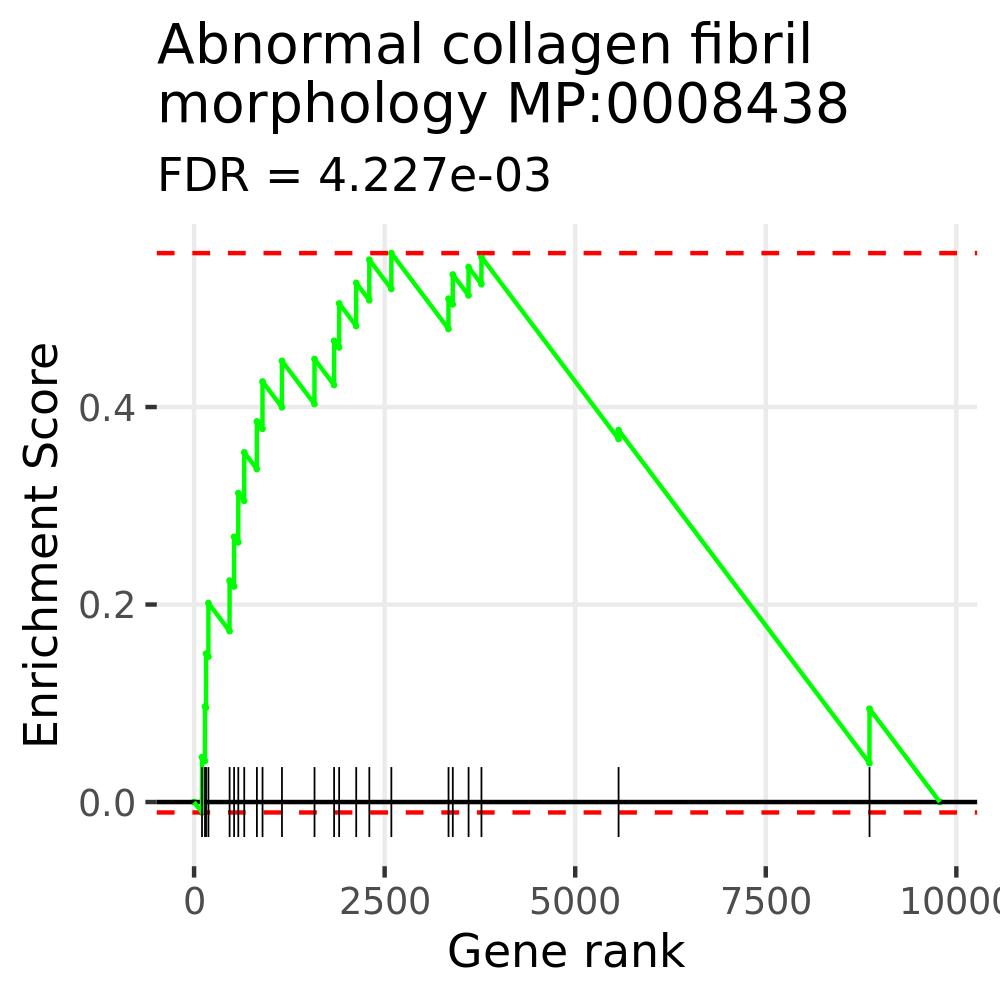 Abnormal collagen fibril
morphology MP:0008438
FDR = 4.227e-03
Enrichment Score
0.4
0.2
0.0
0
2500
5000
7500
10000
Gene rank